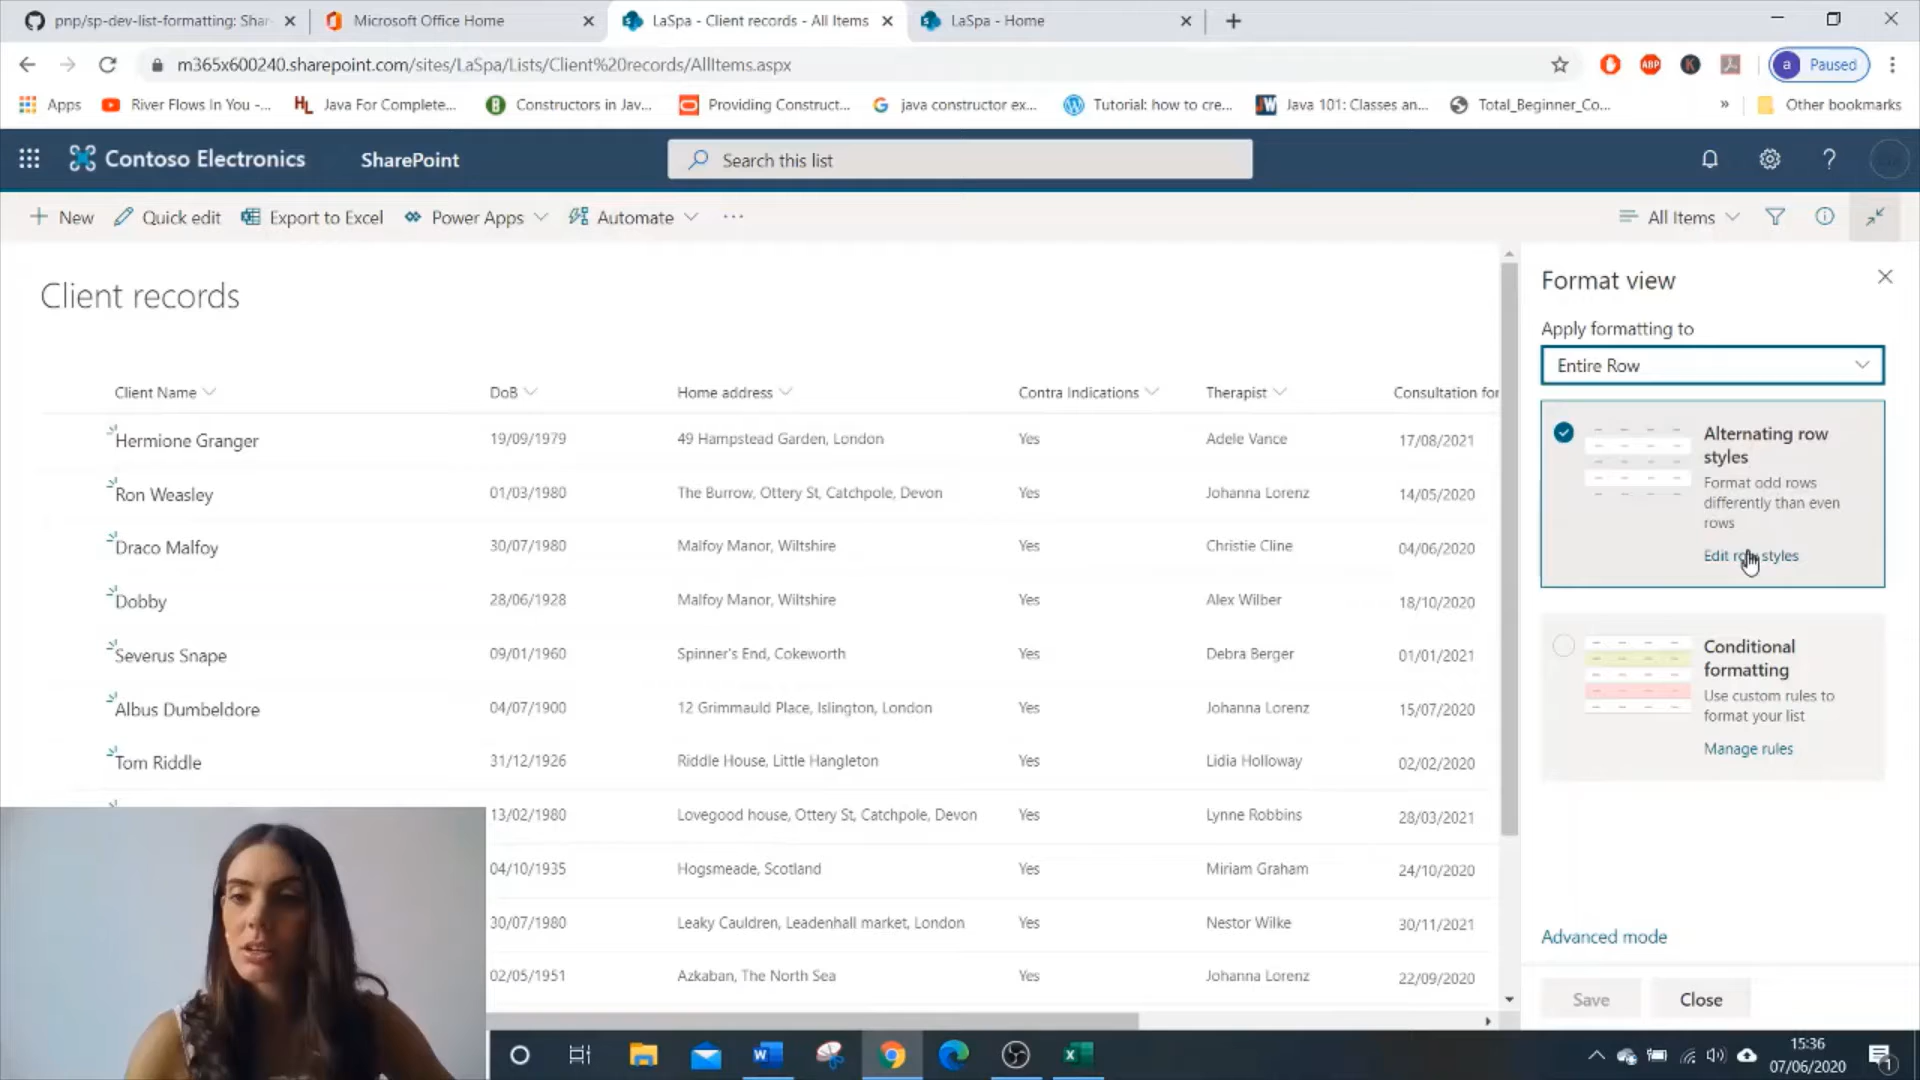 pnp/sp-dev-list-formatting: Shar
Microsoft Office Home
LaSpa - Client records - All Items
LaSpa - Home
m365x600240.sharepoint.com/sites/LaSpa/Lists/Client%20records/AllItems.aspx
ABP
K
a Paused
Apps
River Flows In You -...
HL Java For Complete...
Constructors in Jav...
Providing Construct...
G java constructor ex...
Tutorial: how to cre...
JW Java 101: Classes an...
Total_Beginner_Co...
» Other bookmarks
Contoso Electronics
SharePoint
Search this list
New
Quick edit
Export to Excel
Power Apps
Automate
All Items
Client records
Client Name DoB Home address Contra Indications Therapist Consultation for
Hermione Granger 19/09/1979 49 Hampstead Garden, London Yes Adele Vance 17/08/2021
Ron Weasley 01/03/1980 The Burrow, Ottery St, Catchpole, Devon Yes Johanna Lorenz 14/05/2020
Draco Malfoy 30/07/1980 Malfoy Manor, Wiltshire Yes Christie Cline 04/06/2020
Dobby 28/06/1928 Malfoy Manor, Wiltshire Yes Alex Wilber 18/10/2020
Severus Snape 09/01/1960 Spinner's End, Cokeworth Yes Debra Berger 01/01/2021
Albus Dumbeldore 04/07/1900 12 Grimmauld Place, Islington, London Yes Johanna Lorenz 15/07/2020
Tom Riddle 31/12/1926 Riddle House, Little Hangleton Yes Lidia Holloway 02/02/2020
13/02/1980 Lovegood house, Ottery St, Catchpole, Devon Yes Lynne Robbins 28/03/2021
04/10/1935 Hogsmeade, Scotland Yes Miriam Graham 24/10/2020
30/07/1980 Leaky Cauldren, Leadenhall market, London Yes Nestor Wilke 30/11/2021
02/05/1951 Azkaban, The North Sea Yes Johanna Lorenz 22/09/2020
Format view
Apply formatting to
Entire Row
Alternating row
styles
Format odd rows
differently than even
rows
Edit row styles
Conditional
formatting
Use custom rules to
format your list
Manage rules
Advanced mode
Save
Close
15:36
07/06/2020
1